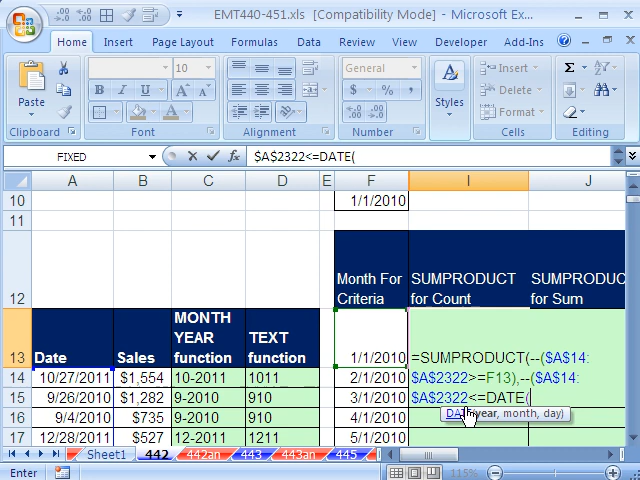 EMT440-451.xls [Compatibility Mode] - Microsoft Ex...
Home Insert Page Layout Formulas Data Review View Developer Add-Ins
General
10
Paste
B I U
$ % ,
Styles
Insert
Delete
Format
Clipboard Font Alignment Number Cells Editing
FIXED
$A$2322<=DATE(
A B C D E F I J
10 1/1/2010
11
12
Month For Criteria
SUMPRODUCT for Count
SUMPRODUC
for Sum
13
Date
Sales
MONTH YEAR function
TEXT function
1/1/2010
=SUMPRODUCT(--($A$14:
$A$2322>=F13),--($A$14:
$A$2322<=DATE(
DATE(year, month, day)
14 10/27/2011 $1,554 10-2011 1011 2/1/2010
15 9/26/2010 $1,282 9-2010 910 3/1/2010
16 9/4/2010 $735 9-2010 910 4/1/2010
17 12/28/2011 $527 12-2011 1211 5/1/2010
Sheet1 442 442an 443 443an 445
Enter
115%